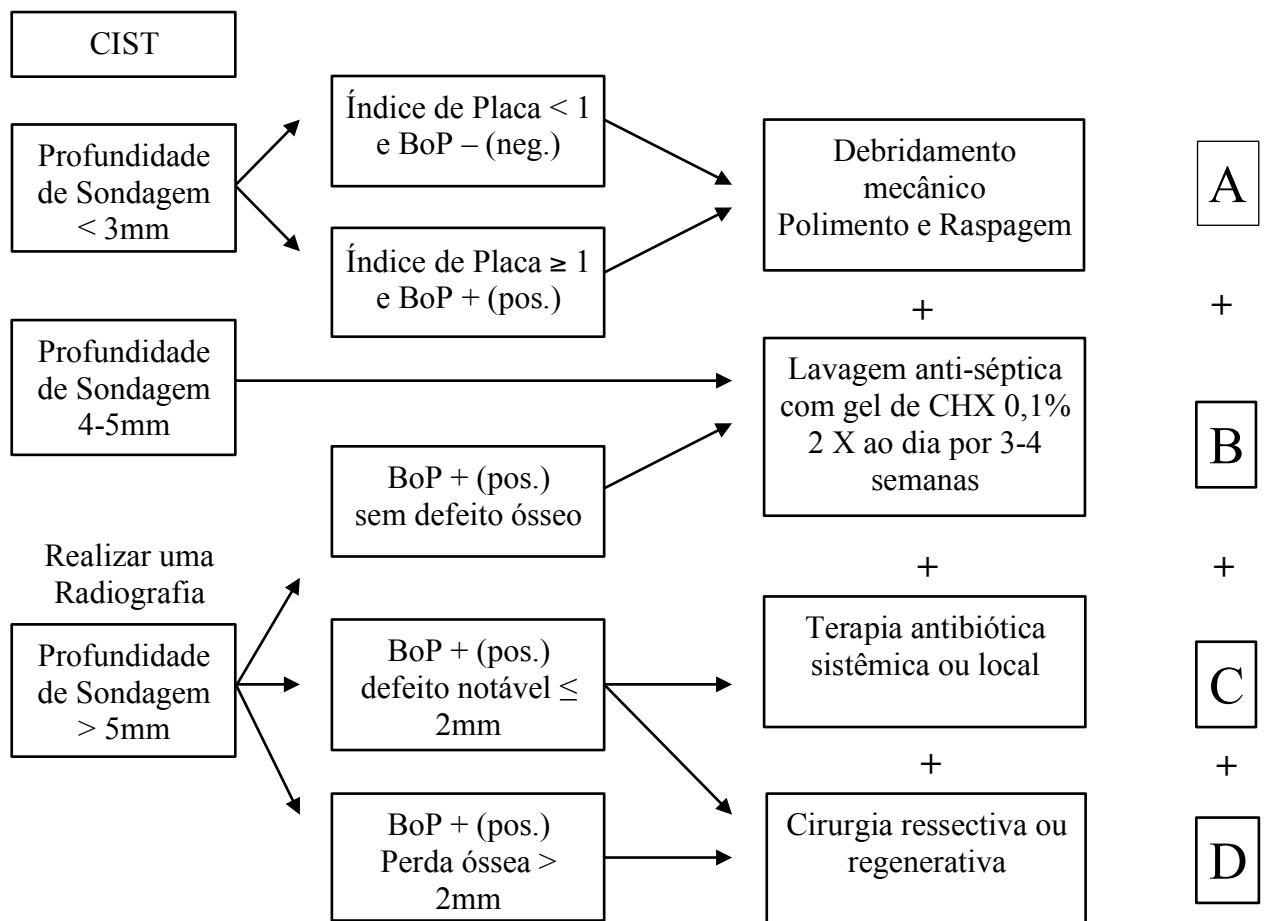 CIST
Profundidade
de Sondagem
< 3mm
Índice de Placa < 1
e BoP – (neg.)
Índice de Placa ≥ 1
e BoP + (pos.)
Debridamento
mecânico
Polimento e Raspagem
A
+
+
Profundidade
de Sondagem
4-5mm
Lavagem anti-séptica
com gel de CHX 0,1%
2 X ao dia por 3-4
semanas
B
BoP + (pos.)
sem defeito ósseo
+
+
Realizar uma
Radiografia
Profundidade
de Sondagem
> 5mm
BoP + (pos.)
defeito notável ≤
2mm
Terapia antibiótica
sistêmica ou local
C
+
+
BoP + (pos.)
Perda óssea >
2mm
Cirurgia ressectiva ou
regenerativa
D